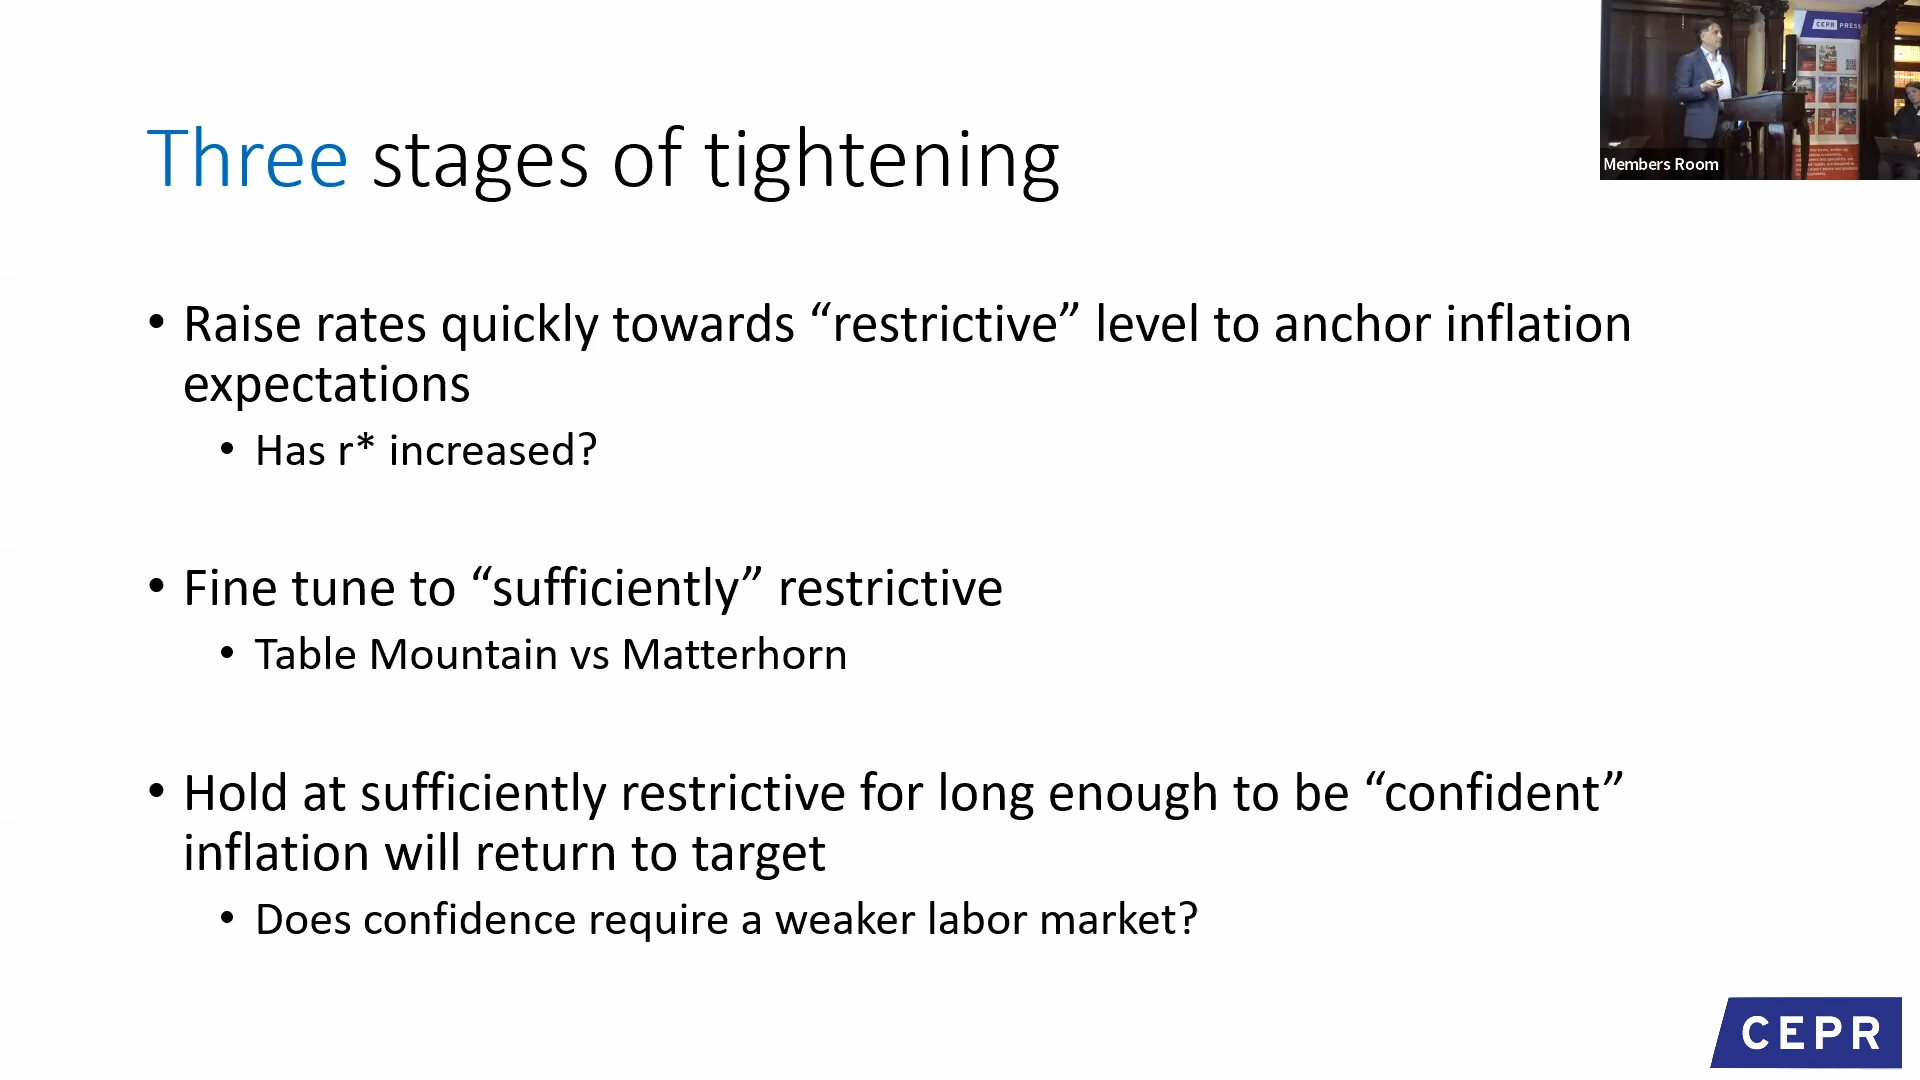 Three stages of tightening
CEPR PRESS
Members Room
• Raise rates quickly towards “restrictive” level to anchor inflation
expectations
• Has r* increased?
• Fine tune to “sufficiently” restrictive
• Table Mountain vs Matterhorn
• Hold at sufficiently restrictive for long enough to be “confident”
inflation will return to target
• Does confidence require a weaker labor market?
CEPR